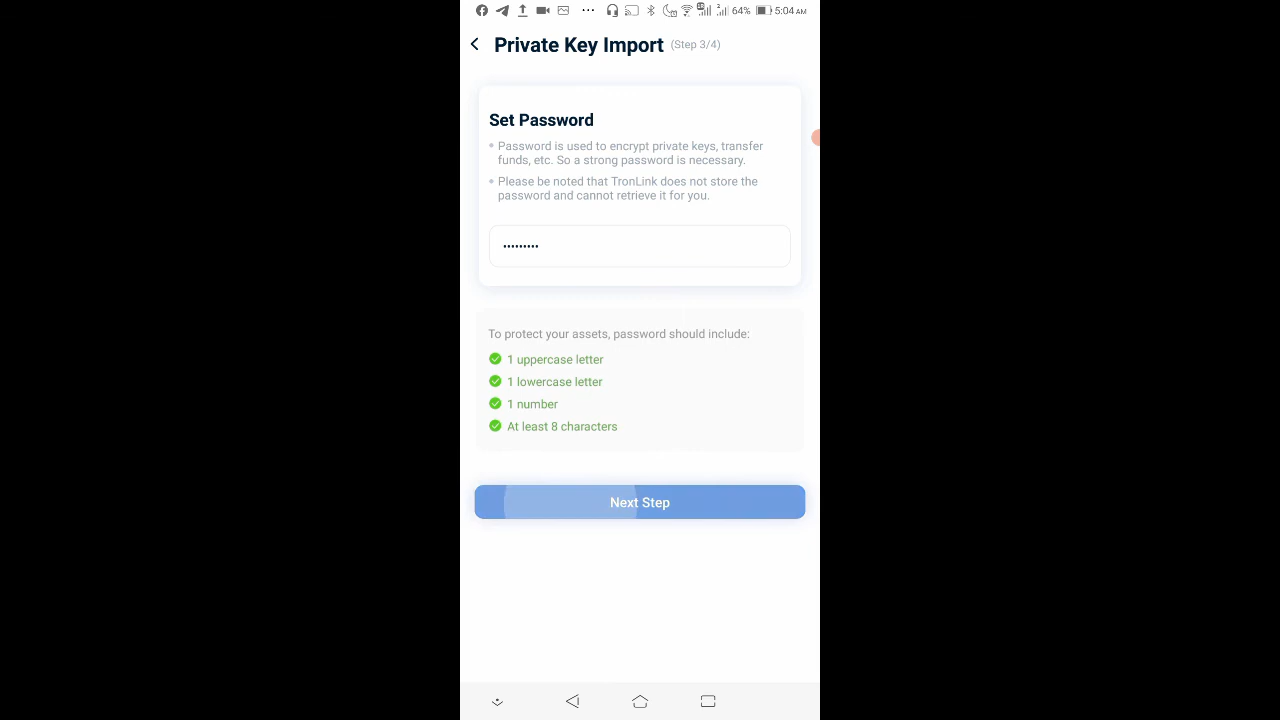 64% 5:04 AM
Private Key Import (Step 3/4)
Set Password
Password is used to encrypt private keys, transfer
funds, etc. So a strong password is necessary.
Please be noted that TronLink does not store the
password and cannot retrieve it for you.
•••••••••
To protect your assets, password should include:
1 uppercase letter
1 lowercase letter
1 number
At least 8 characters
Next Step